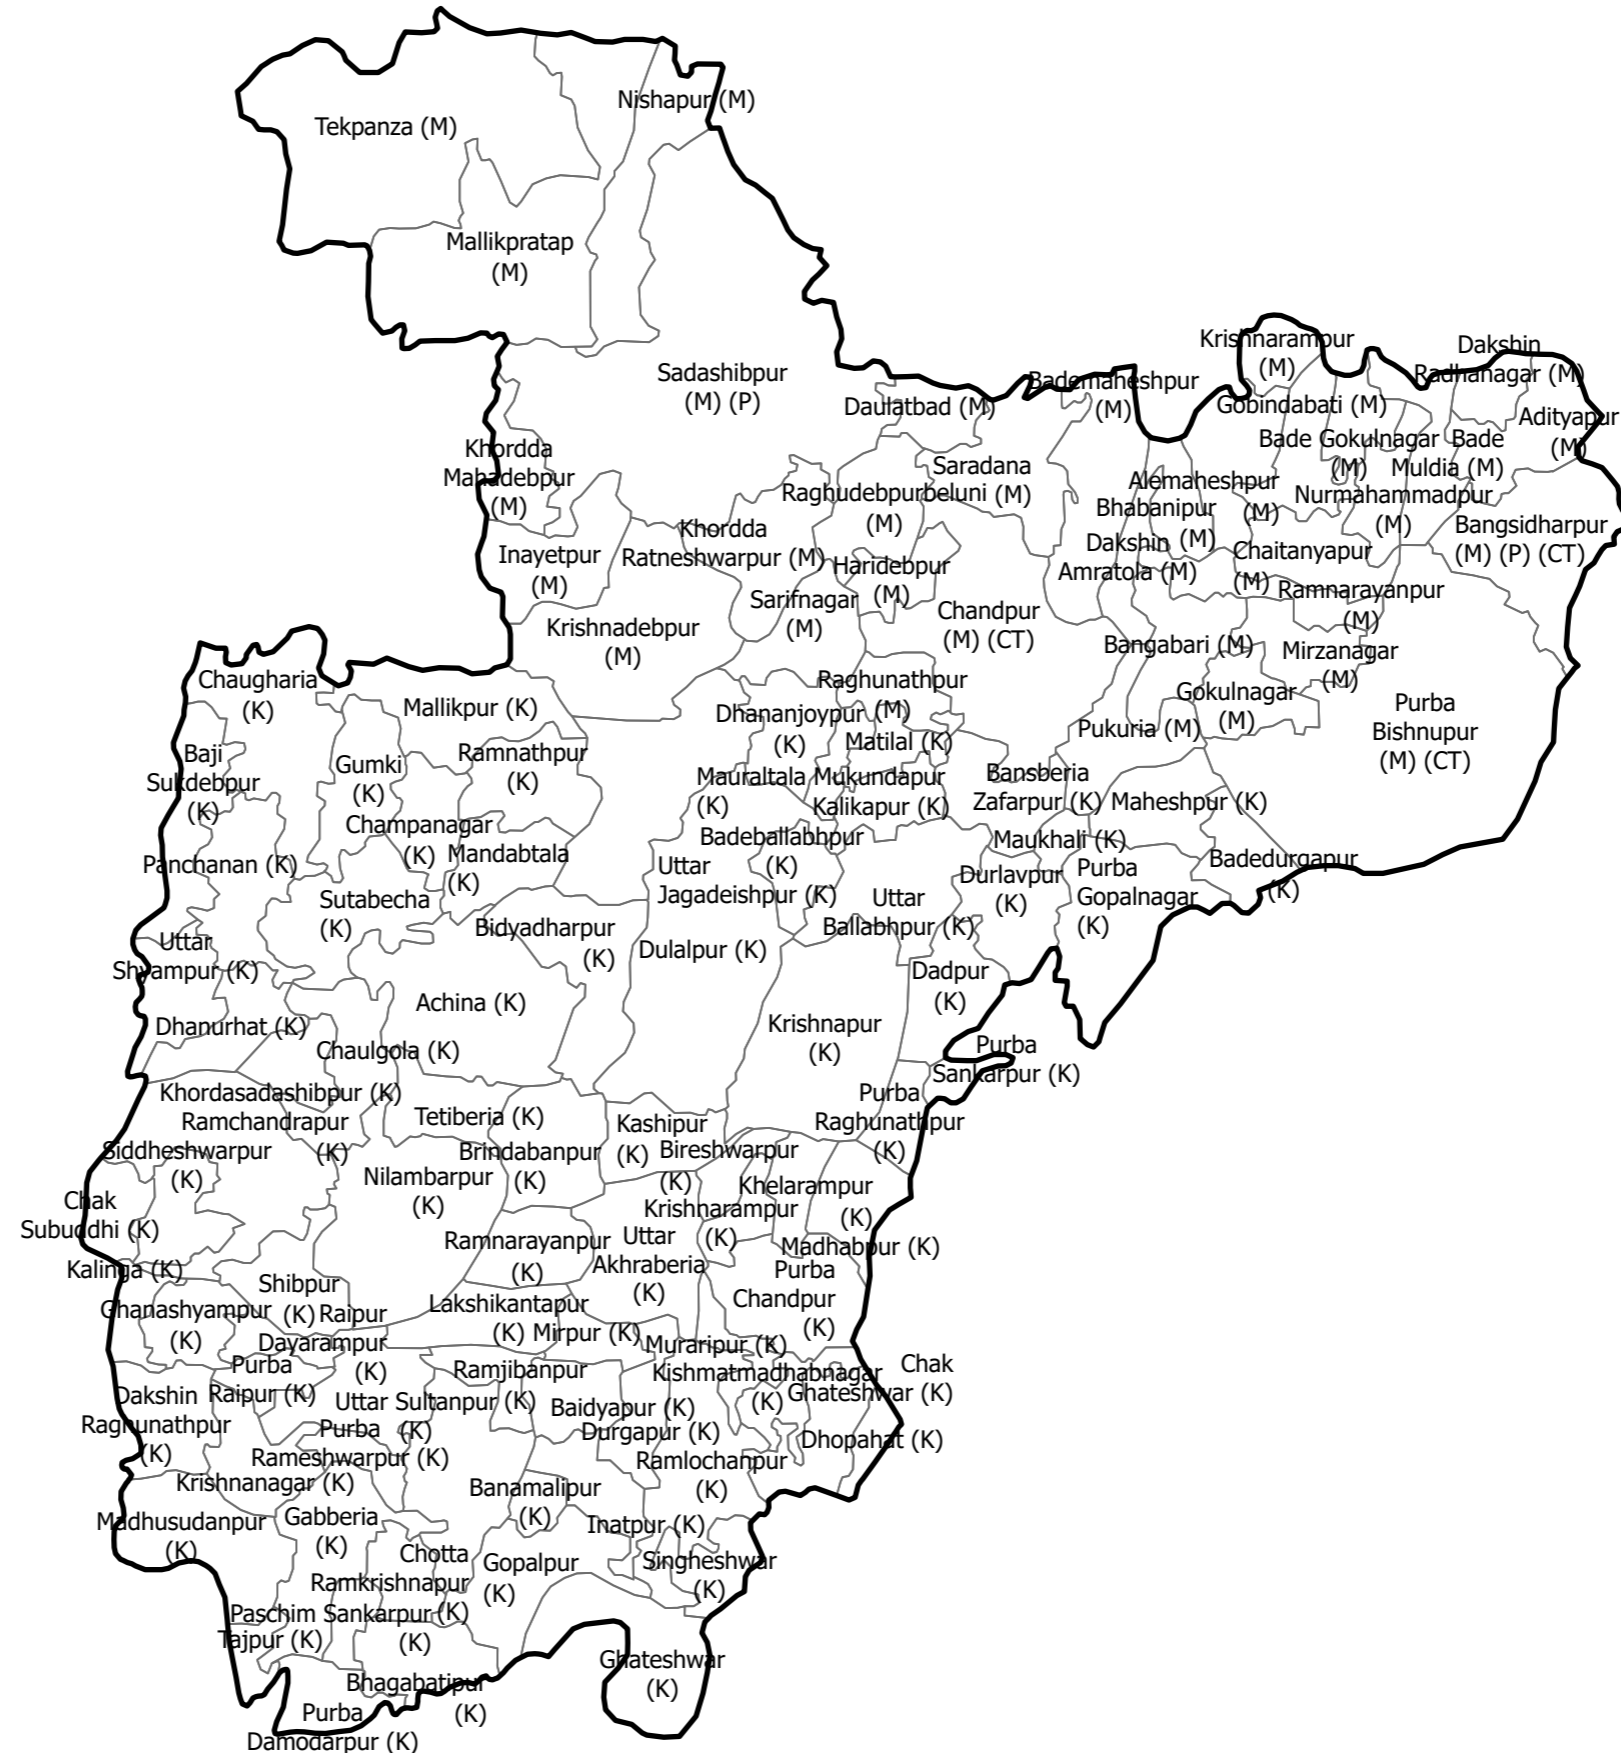 Nishapur (M)
Tekpanza (M)
Mallikpratap
(M)
Krishnarampur
(M)
Dakshin
Radhanagar (M)
Sadashibpur
(M) (P)
Bademaheshpur
(M)
Daulatbad (M)
Gobindabati (M)
Adityapur
(M)
Khordda
Mahadebpur
(M)
Bade Gokulnagar
(M)
Bade
Muldia (M)
Saradana
beluni (M)
Raghudebpur
(M)
Alemaheshpur
(M)
Nurmahammadpur
(M)
Bhabanipur
(M)
Bangsidharpur
(M) (P) (CT)
Khordda
Ratneshwarpur (M)
Inayetpur
(M)
Dakshin
Amratola (M)
Chaitanyapur
(M)
Haridebpur
(M)
Ramnarayanpur
(M)
Sarifnagar
(M)
Chandpur
(M) (CT)
Krishnadebpur
(M)
Bangabari (M)
Mirzanagar
(M)
Chaugharia
(K)
Raghunathpur
(M)
Gokulnagar
(M)
Purba
Bishnupur
(M) (CT)
Mallikpur (K)
Dhananjoypur
(K)
Pukuria (M)
Matilal (K)
Baji
Sukdebpur
(K)
Gumki
(K)
Ramnathpur
(K)
Mauraltala
(K)
Mukundapur
Kalikapur (K)
Bansberia
Zafarpur (K)
Maheshpur (K)
Champanagar
(K)
Badeballabhpur
(K)
Maukhali (K)
Mandabtala
(K)
Panchanan (K)
Uttar
Jagadeishpur (K)
Durlavpur
(K)
Purba
Gopalnagar
(K)
Badedurgapur
(K)
Sutabecha
(K)
Uttar
Ballabhpur (K)
Bidyadharpur
(K)
Uttar
Shyampur (K)
Dulalpur (K)
Dadpur
(K)
Achina (K)
Dhanurhat (K)
Krishnapur
(K)
Chaulgola (K)
Purba
Sankarpur (K)
Khordasadashibpur (K)
Purba
Raghunathpur
(K)
Ramchandrapur
(K)
Tetiberia (K)
Kashipur
(K)
Siddheshwarpur
(K)
Brindabanpur
(K)
Bireshwarpur
(K)
Nilambarpur
(K)
Khelarampur
(K)
Chak
Subuddhi (K)
Krishnarampur
(K)
Ramnarayanpur
(K)
Uttar
Akhraberia
(K)
Madhabpur (K)
Kalinga (K)
Purba
Chandpur
(K)
Shibpur
(K)
Ghanashyampur
(K)
Raipur
Dayarampur
(K)
Lakshikantapur
(K)
Mirpur (K)
Muraripur (K)
Purba
Raipur (K)
Ramjibanpur
(K)
Kishmatmadhabnagar
(K)
Chak
Ghateshwar (K)
Dakshin
Raghunathpur
(K)
Uttar Sultanpur
(K)
Baidyapur (K)
Purba
Rameshwarpur (K)
Durgapur (K)
Dhopahat (K)
Ramlochanpur
(K)
Krishnanagar (K)
Banamalipur
(K)
Madhusudanpur
(K)
Gabberia
(K)
Inatpur (K)
Chotta
Ramkrishnapur
(K)
Gopalpur
(K)
Singheshwar
(K)
Paschim Sankarpur
(K)
Tajpur (K)
Ghateshwar
(K)
Bhagabatipur
(K)
Purba
Damodarpur (K)